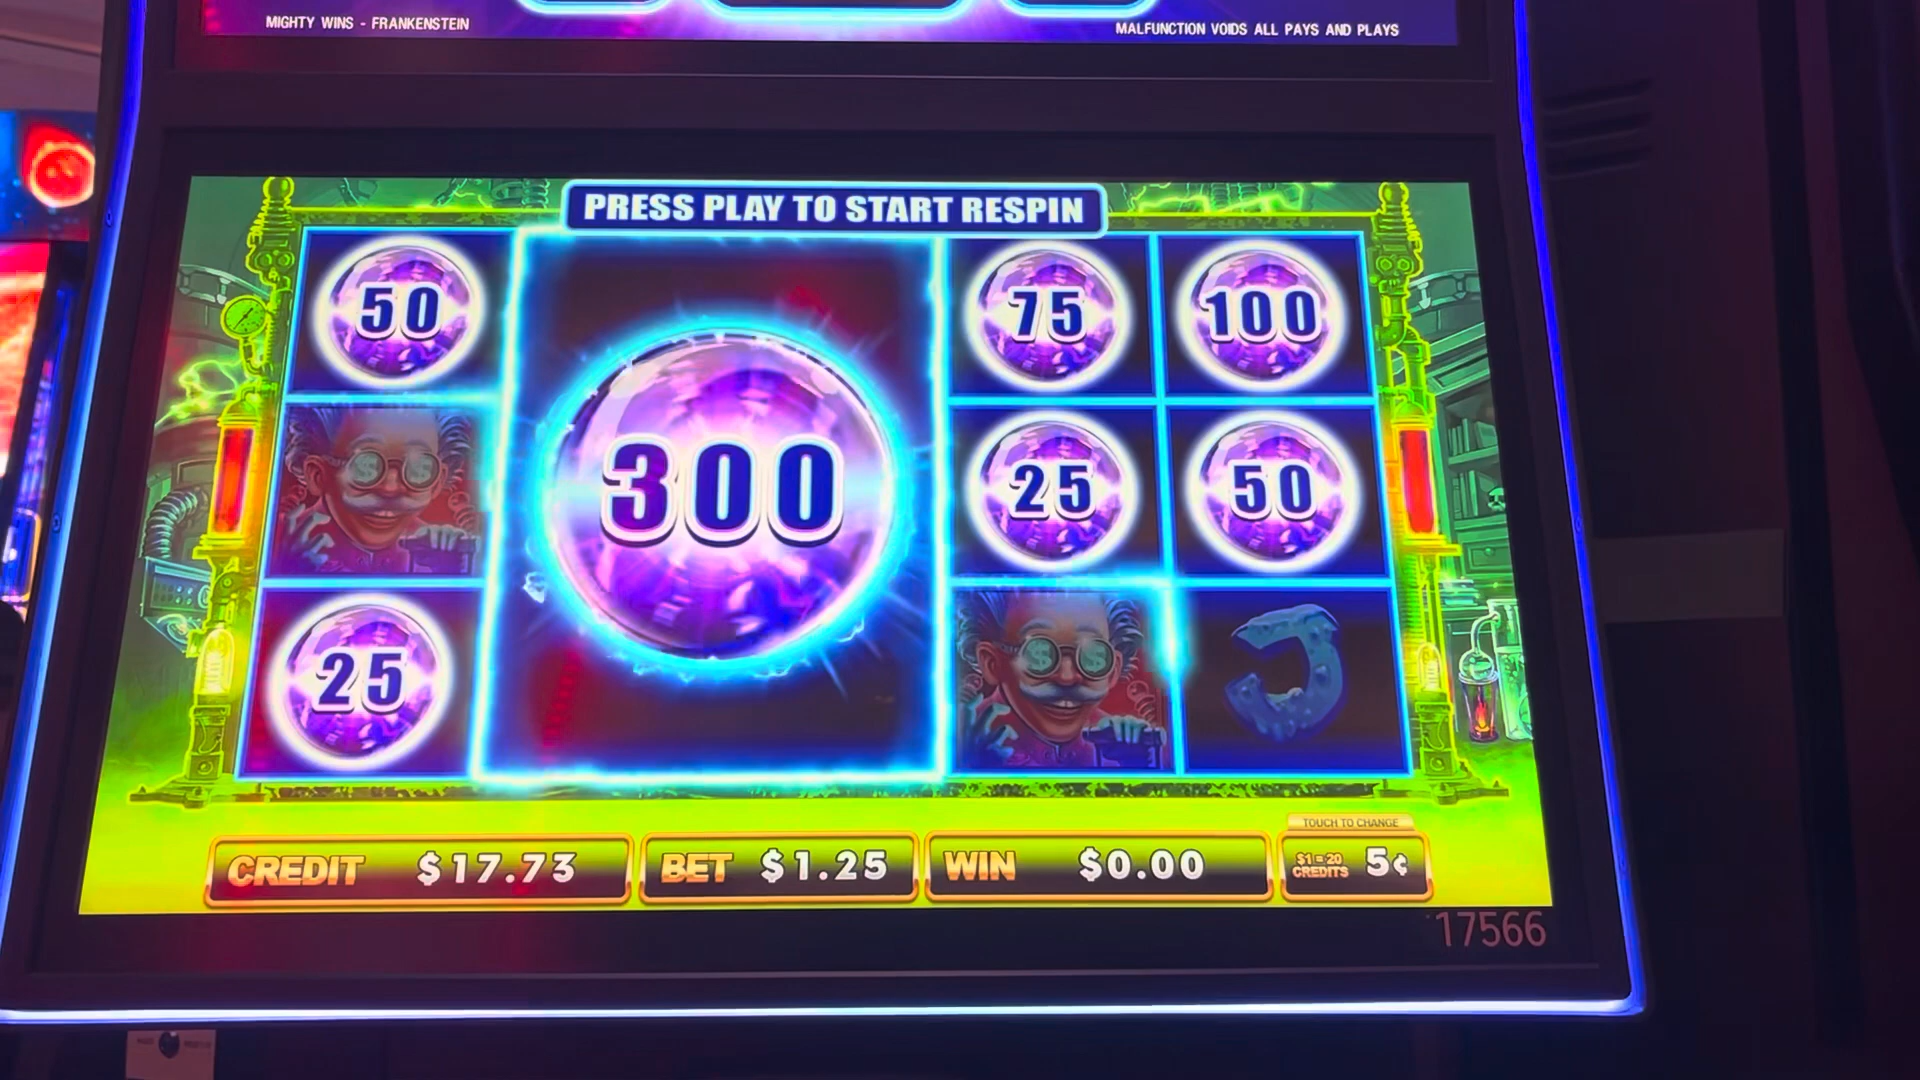 MIGHTY WINS - FRANKENSTEIN
MALFUNCTION VOIDS ALL PAYS AND PLAYS
PRESS PLAY TO START RESPIN
50
300
75
100
25
50
25
J
TOUCH TO CHANGE
CREDIT $17.73
BET $1.25
WIN $0.00
$1=20 CREDITS 5¢
17566